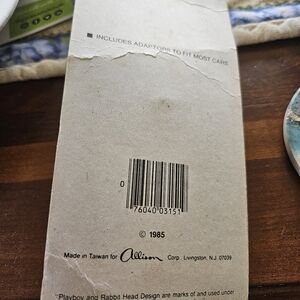 ■ INCLUDES ADAPTORS TO FIT MOST CARS
0 76040 03151
© 1985
Made in Taiwan for Allison Corp., Livingston, N.J. 07039
"Playboy and Rabbit Head Design are marks of and used under